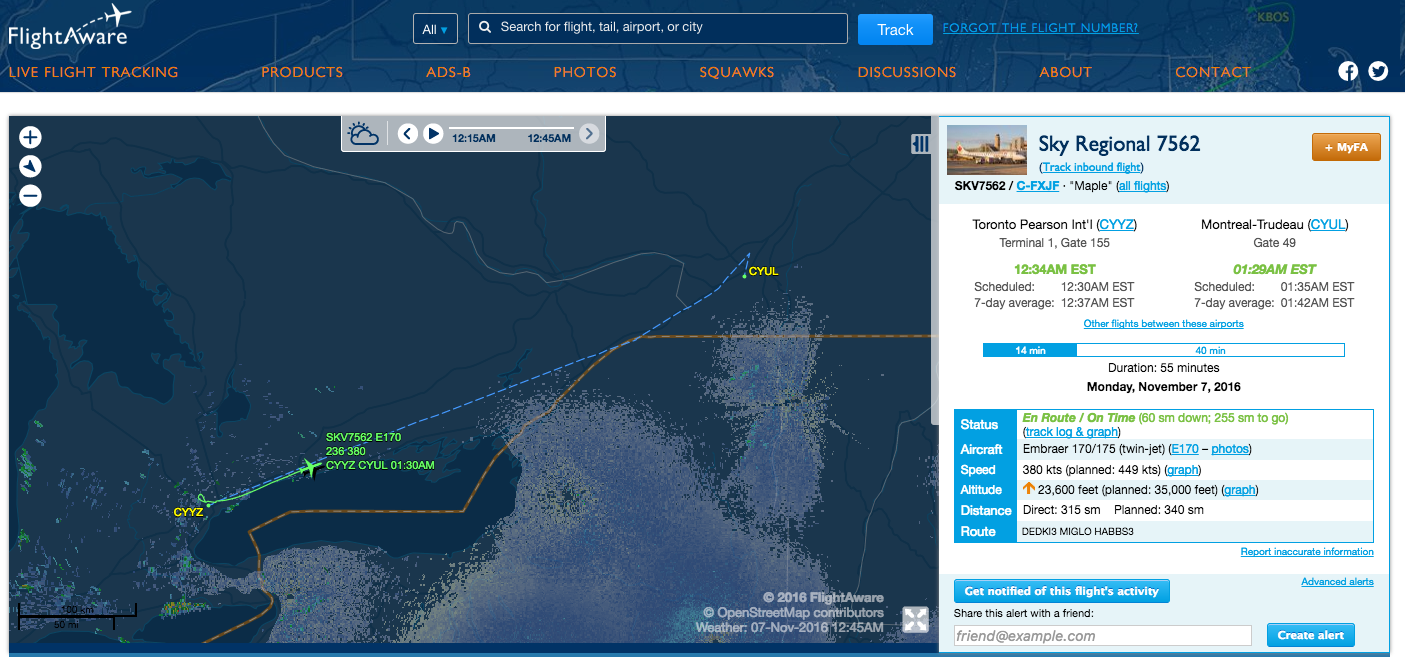 FlightAware
All ▾
Search for flight, tail, airport, or city
Track
FORGOT THE FLIGHT NUMBER?
KBOS
LIVE FLIGHT TRACKING
PRODUCTS
ADS-B
PHOTOS
SQUAWKS
DISCUSSIONS
ABOUT
CONTACT
12:15AM
12:45AM
CYUL
SKV7562 E170
236 380
CYYZ CYUL 01:30AM
CYYZ
100 km
50 mi
© 2016 FlightAware
© OpenStreetMap contributors
Weather: 07-Nov-2016 12:45AM
Sky Regional 7562
(Track inbound flight)
+ MyFA
SKV7562 / C-FXJF · "Maple" (all flights)
Toronto Pearson Int'l (CYYZ)
Terminal 1, Gate 155
12:34AM EST
Scheduled: 12:30AM EST
7-day average: 12:37AM EST
Montreal-Trudeau (CYUL)
Gate 49
01:29AM EST
Scheduled: 01:35AM EST
7-day average: 01:42AM EST
Other flights between these airports
14 min
40 min
Duration: 55 minutes
Monday, November 7, 2016
Status
En Route / On Time (60 sm down; 255 sm to go)
(track log & graph)
Aircraft
Embraer 170/175 (twin-jet) (E170 – photos)
Speed
380 kts (planned: 449 kts) (graph)
Altitude
23,600 feet (planned: 35,000 feet) (graph)
Distance
Direct: 315 sm Planned: 340 sm
Route
DEDKI3 MIGLO HABBS3
Report inaccurate information
Get notified of this flight's activity
Advanced alerts
Share this alert with a friend:
friend@example.com
Create alert